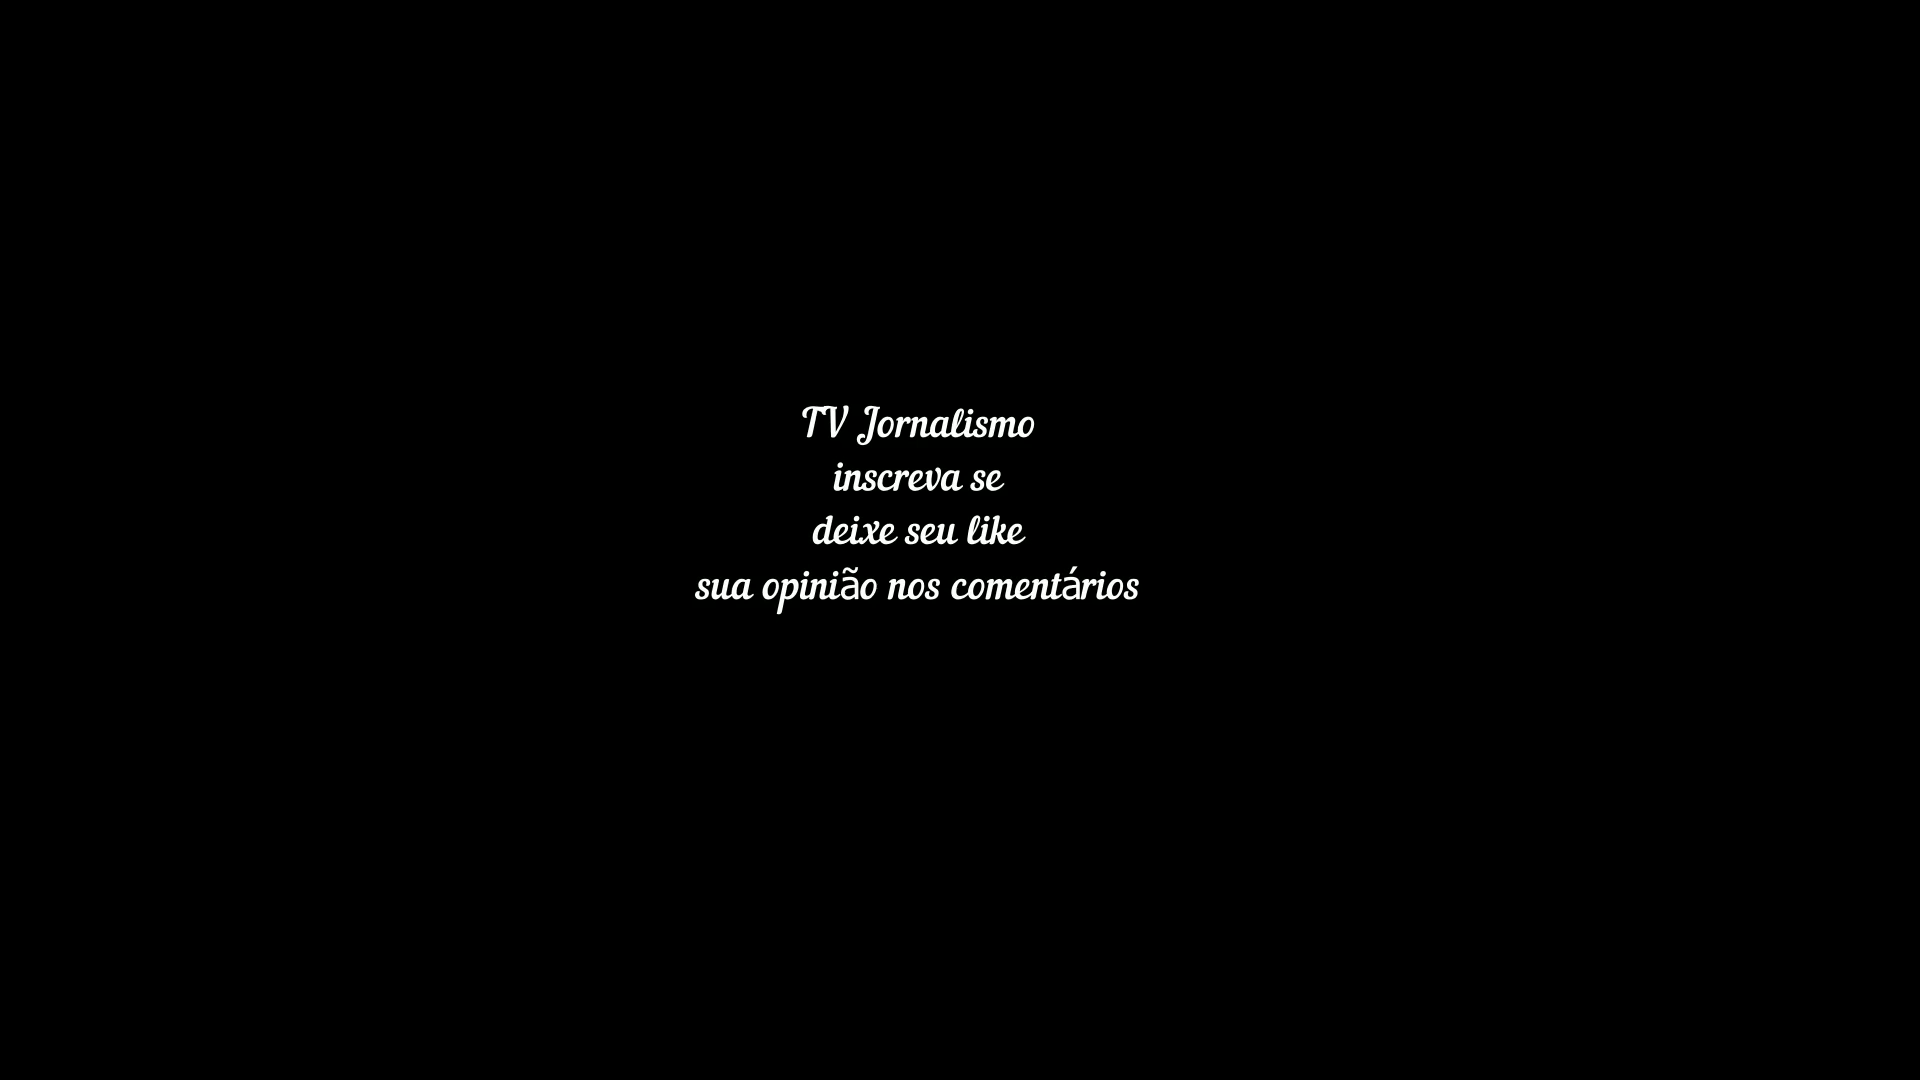 TV Jornalismo
inscreva se
deixe seu like
sua opinião nos comentários